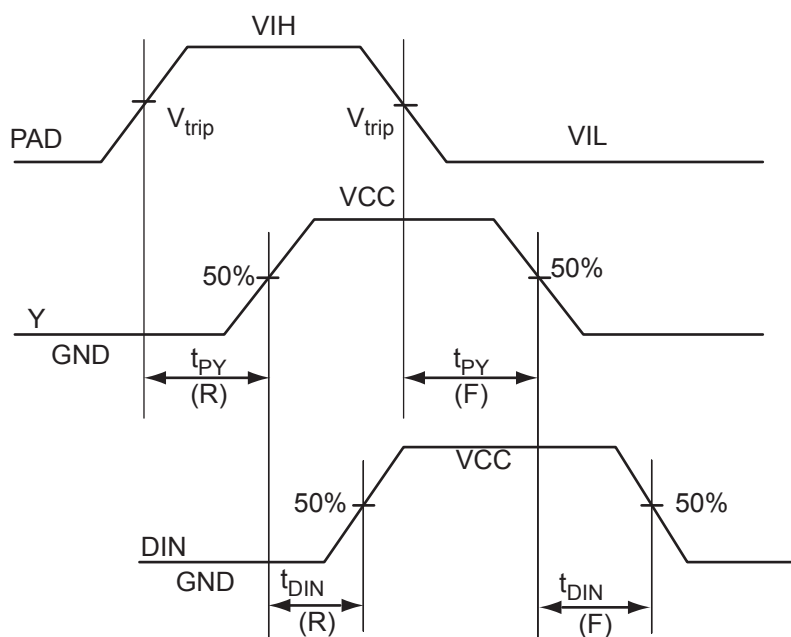 VIH
Vtrip
Vtrip
PAD
VIL
VCC
50%
50%
Y
GND
tPY
(R)
tPY
(F)
VCC
50%
50%
DIN
GND
tDIN
(R)
tDIN
(F)